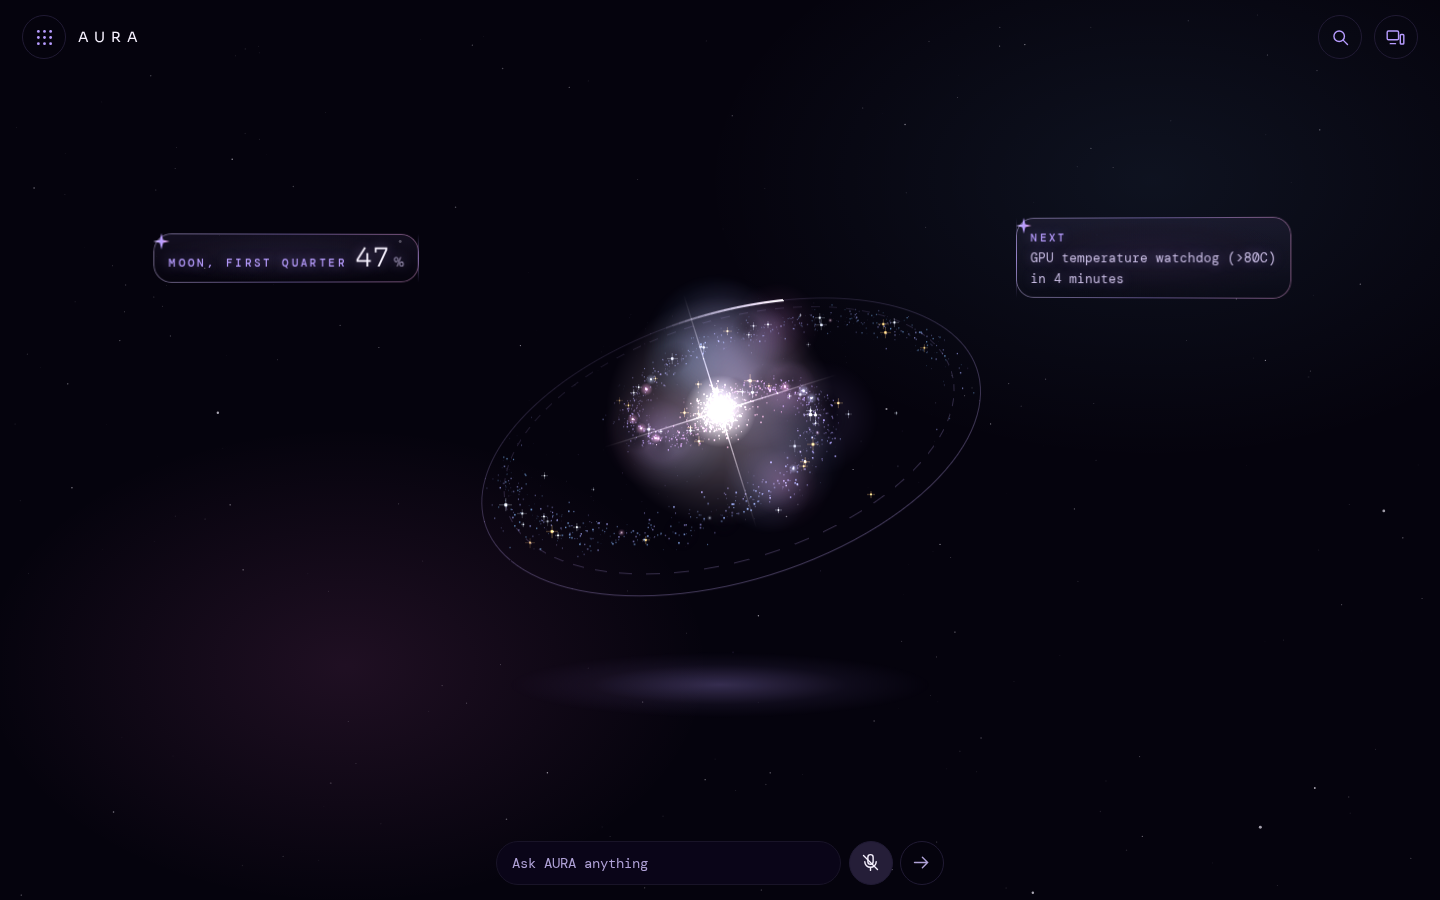 AURA
MOON, FIRST QUARTER 47 %
NEXT
GPU temperature watchdog (>80C)
in 4 minutes
Ask AURA anything